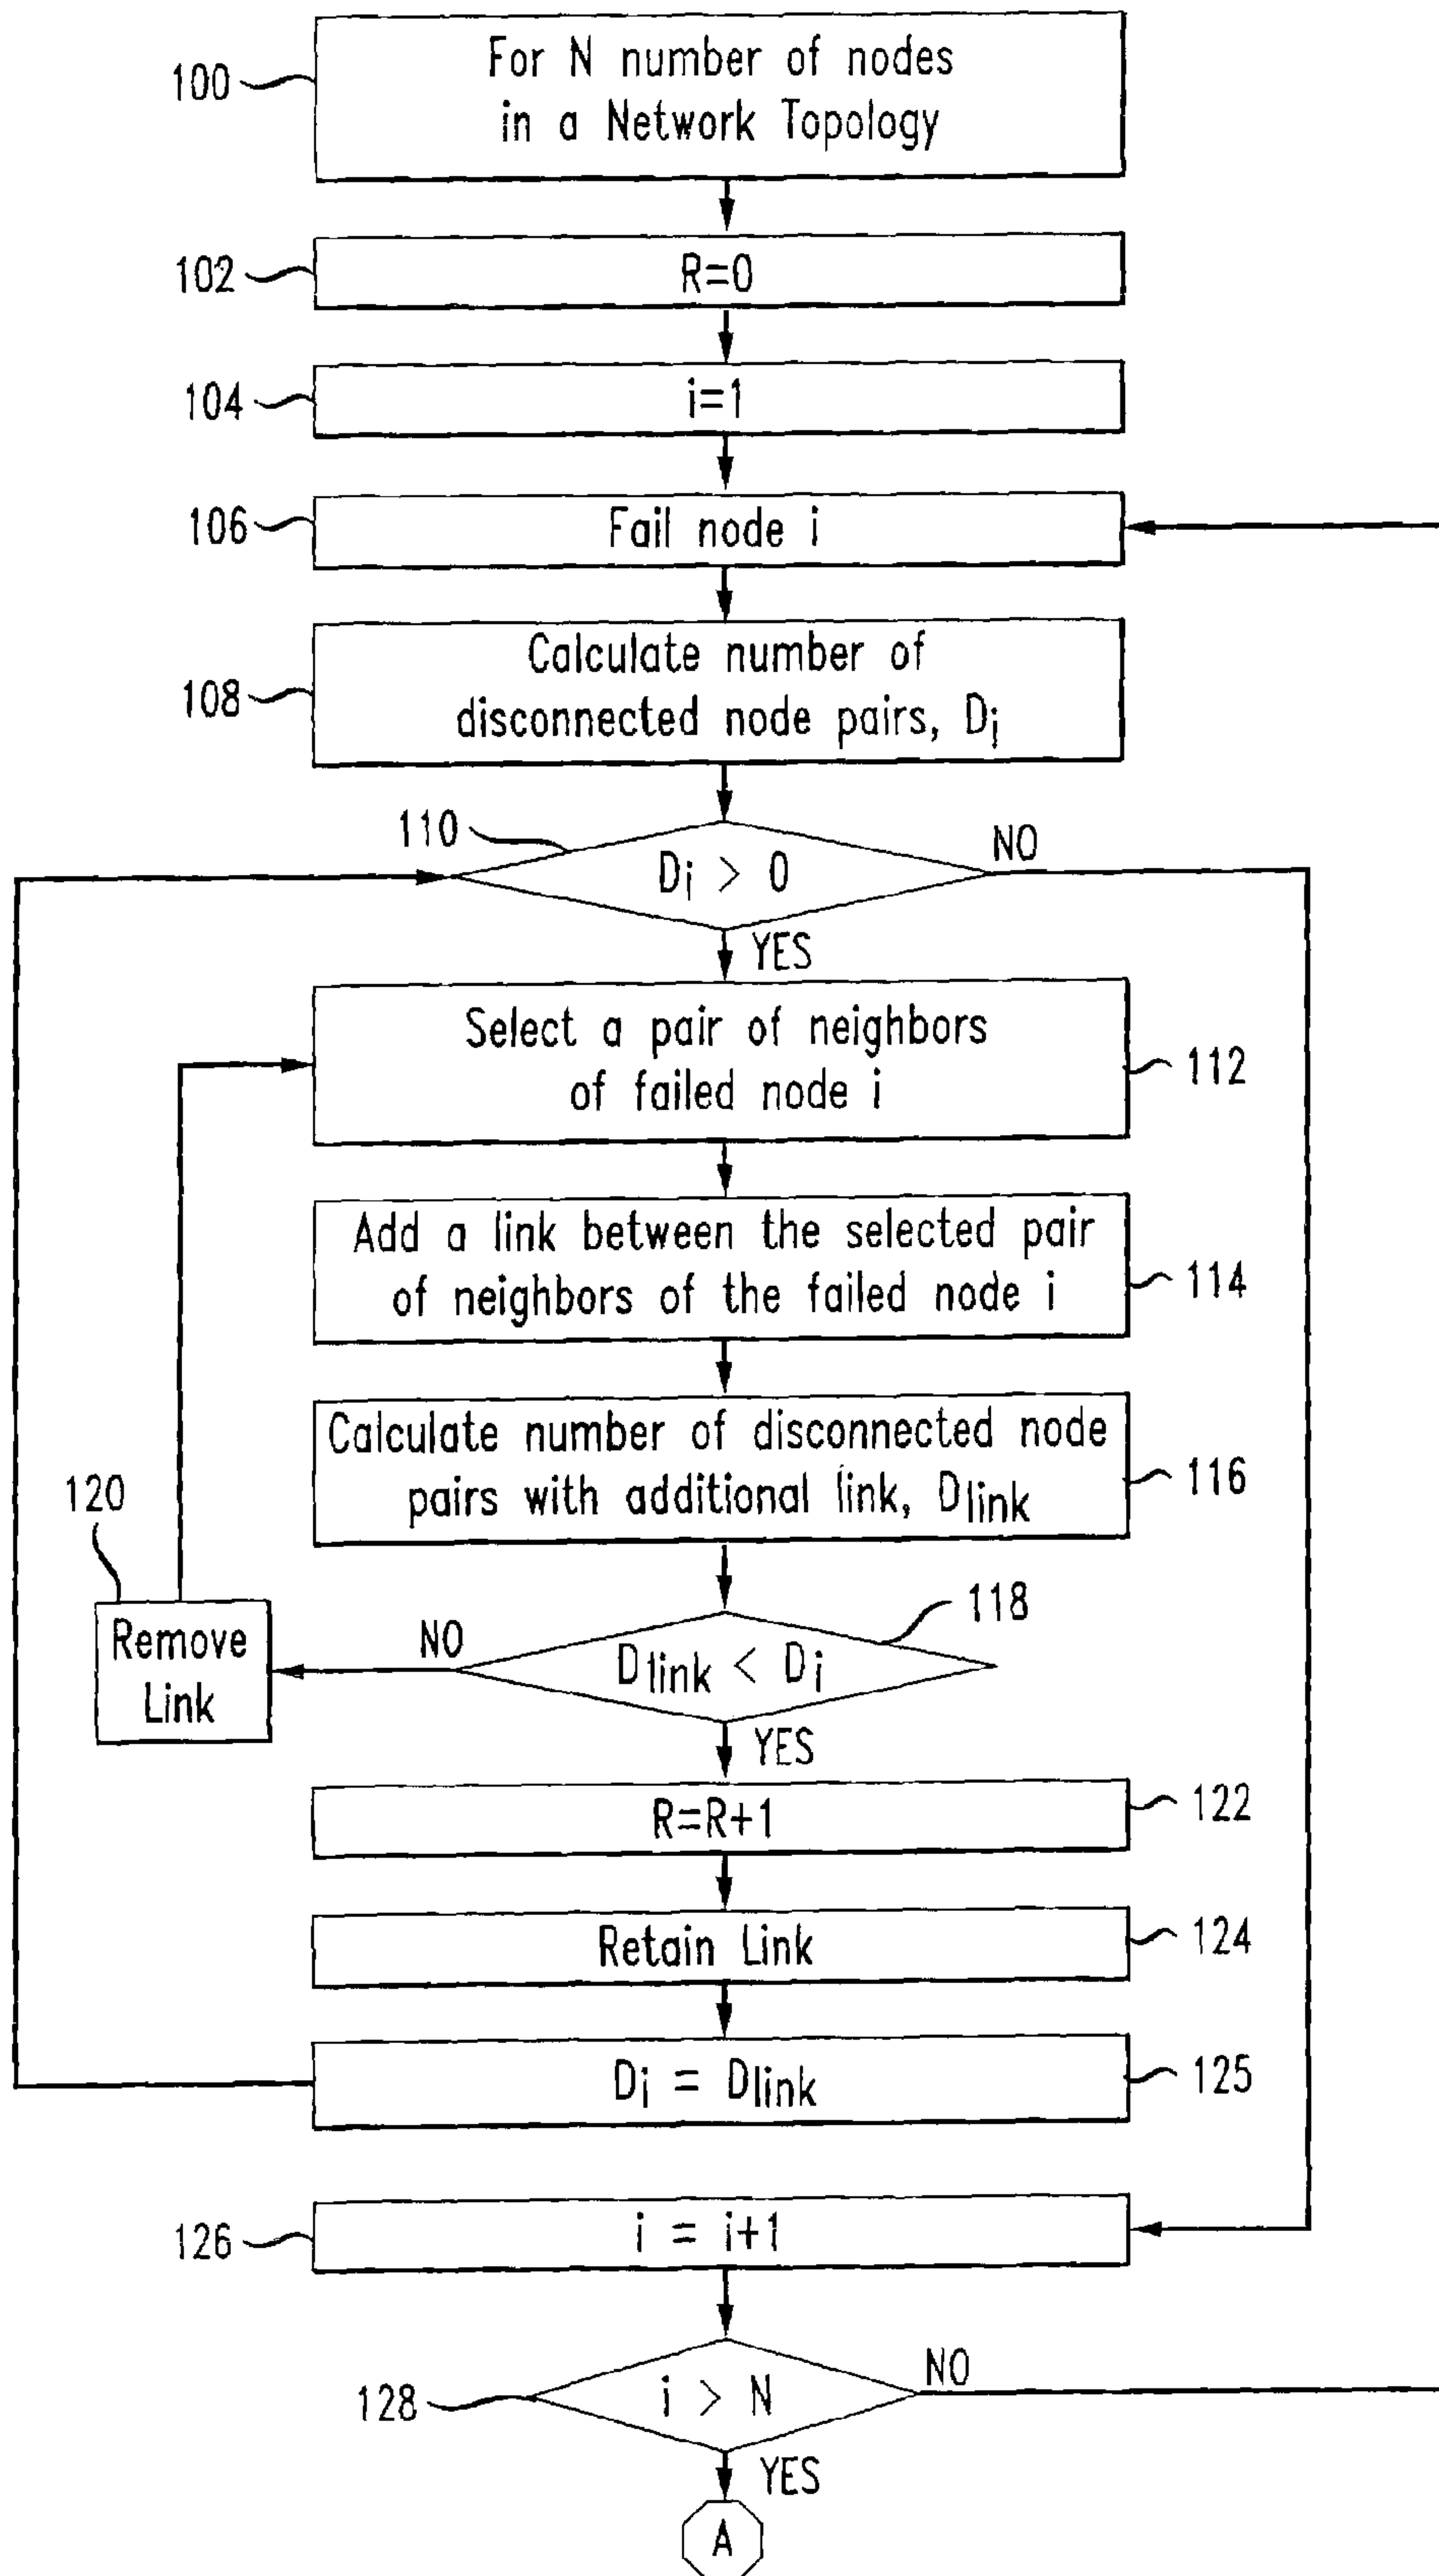 100
For N number of nodes
in a Network Topology
102
R=0
104
i=1
106
Fail node i
108
Calculate number of
disconnected node pairs, Di
110
Di > 0
NO
YES
Select a pair of neighbors
of failed node i
112
Add a link between the selected pair
of neighbors of the failed node i
114
Calculate number of disconnected node
pairs with additional link, Dlink
116
120
Remove
Link
118
NO
Dlink < Di
YES
R=R+1
122
Retain Link
124
Di = Dlink
125
126
i = i+1
128
i > N
NO
YES
A